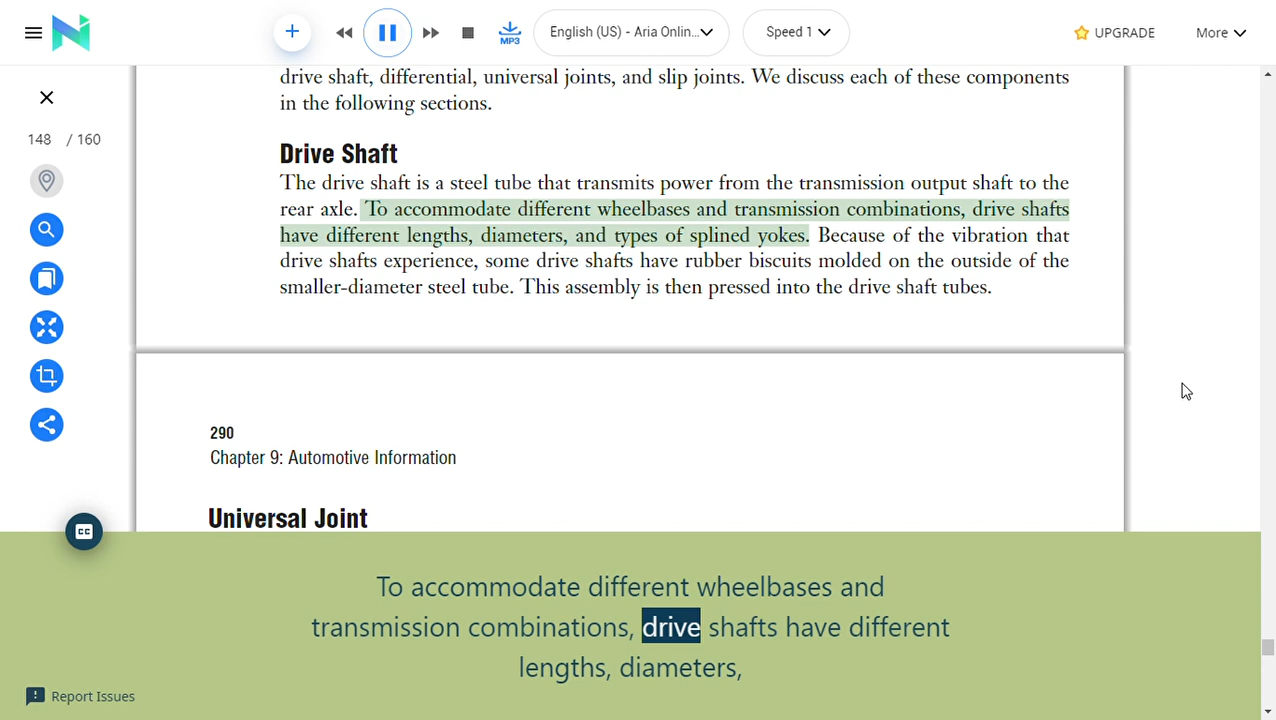 MP3
English (US) - Aria Onlin...
Speed 1
UPGRADE
More
148 / 160
drive shaft, differential, universal joints, and slip joints. We discuss each of these components
in the following sections.
Drive Shaft
The drive shaft is a steel tube that transmits power from the transmission output shaft to the
rear axle. To accommodate different wheelbases and transmission combinations, drive shafts
have different lengths, diameters, and types of splined yokes. Because of the vibration that
drive shafts experience, some drive shafts have rubber biscuits molded on the outside of the
smaller-diameter steel tube. This assembly is then pressed into the drive shaft tubes.
290
Chapter 9: Automotive Information
Universal Joint
CC
To accommodate different wheelbases and
transmission combinations, drive shafts have different
lengths, diameters,
Report Issues